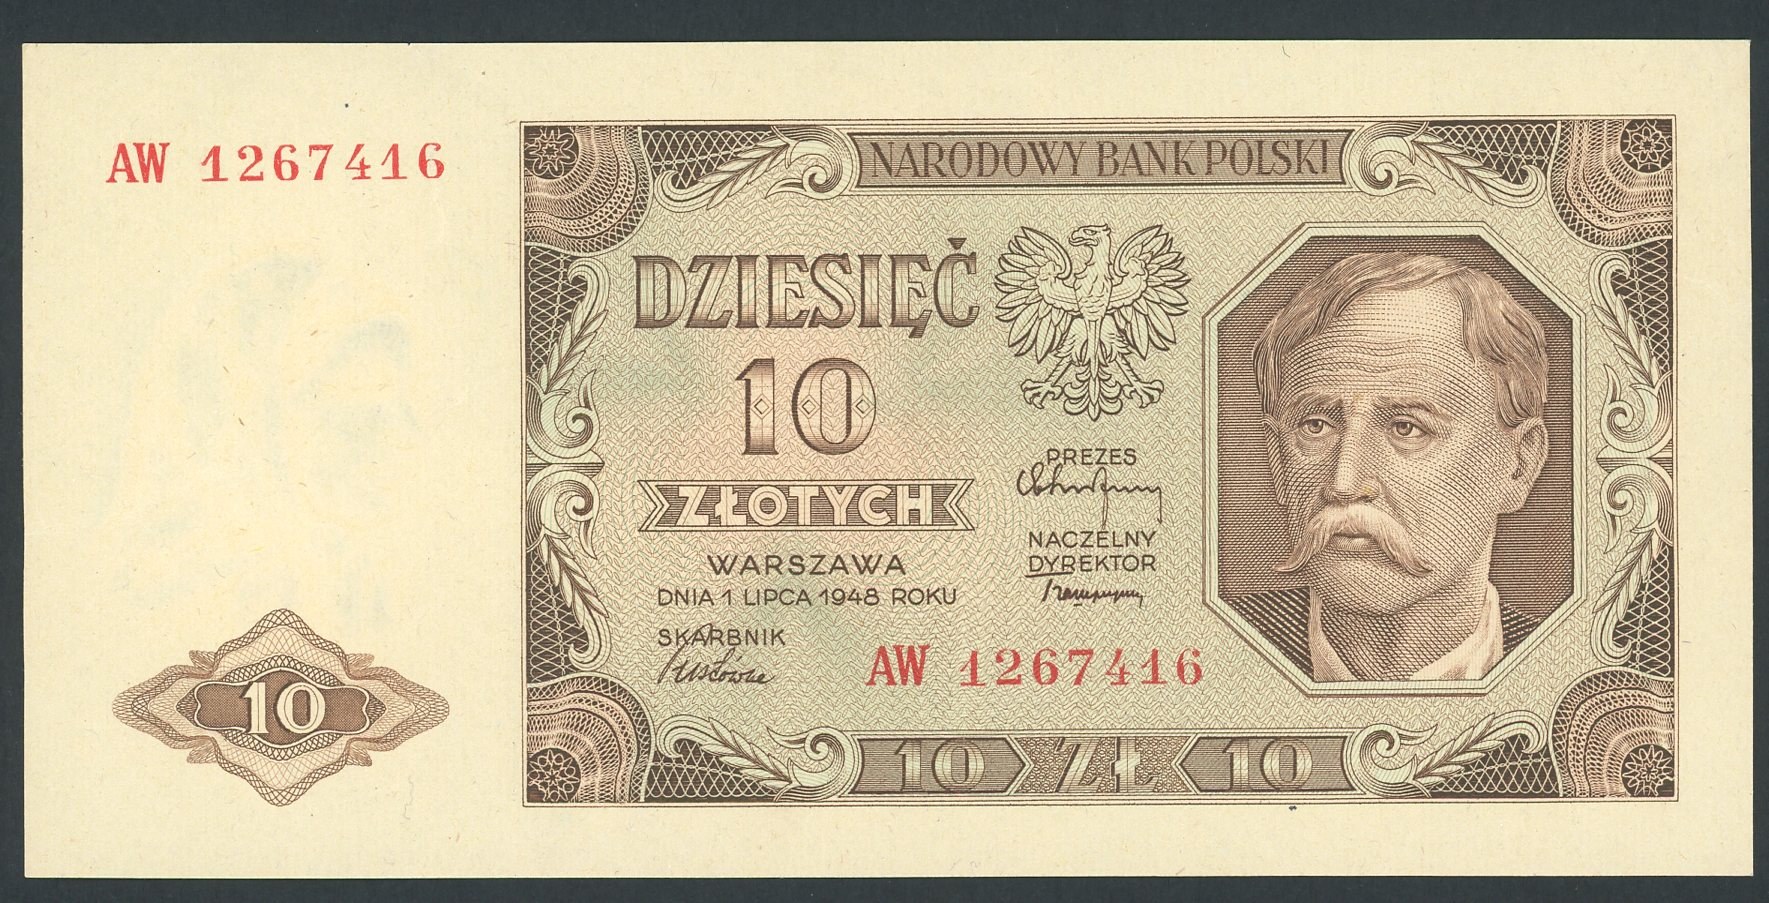 AW 1267416
NARODOWY BANK POLSKI
DZIESIĘĆ
10
ZŁOTYCH
WARSZAWA
DNIA 1 LIPCA 1948 ROKU
PREZES
NACZELNY
DYREKTOR
SKARBNIK
AW 1267416
10
10 ZŁ 10